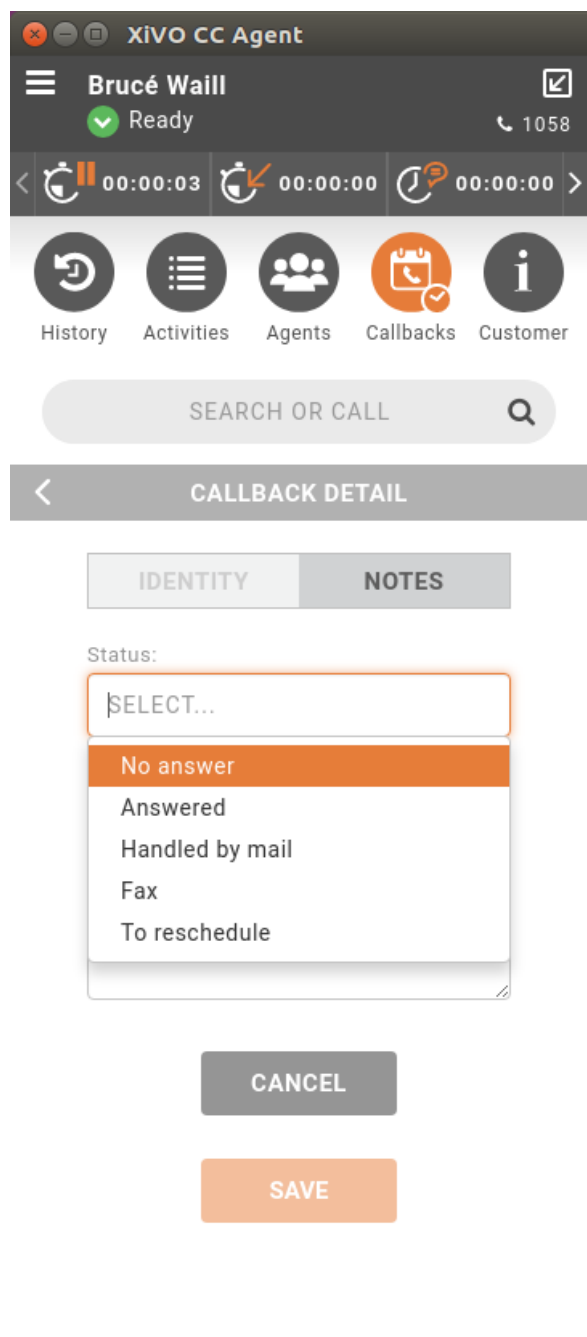 XiVO CC Agent
Brucé Waill
Ready
1058
00:00:03 00:00:00 00:00:00
History Activities Agents Callbacks Customer
SEARCH OR CALL
CALLBACK DETAIL
IDENTITY NOTES
Status:
SELECT...
No answer
Answered
Handled by mail
Fax
To reschedule
CANCEL
SAVE